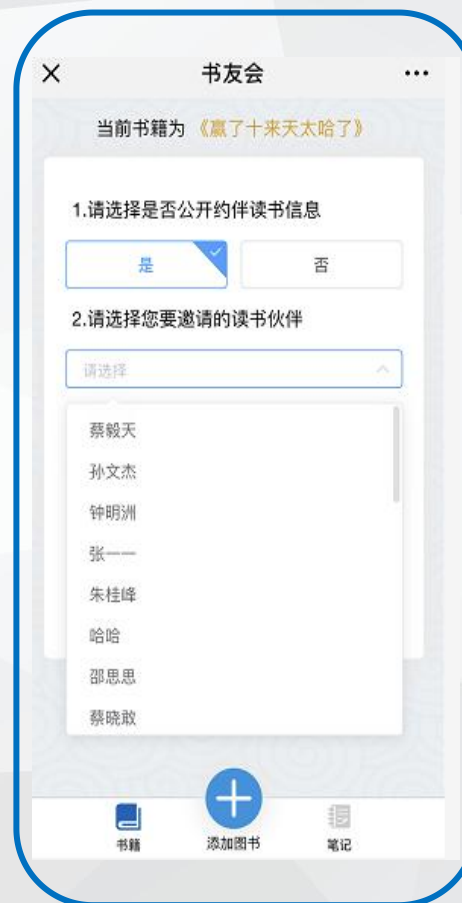 书友会
当前书籍为 《赢了十来天太哈了》
1.请选择是否公开约伴读书信息
是 否
2.请选择您要邀请的读书伙伴
请选择
蔡毅天
孙文杰
钟明洲
张一一
朱桂峰
哈哈
邵思思
蔡晓敢
书籍 添加图书 笔记